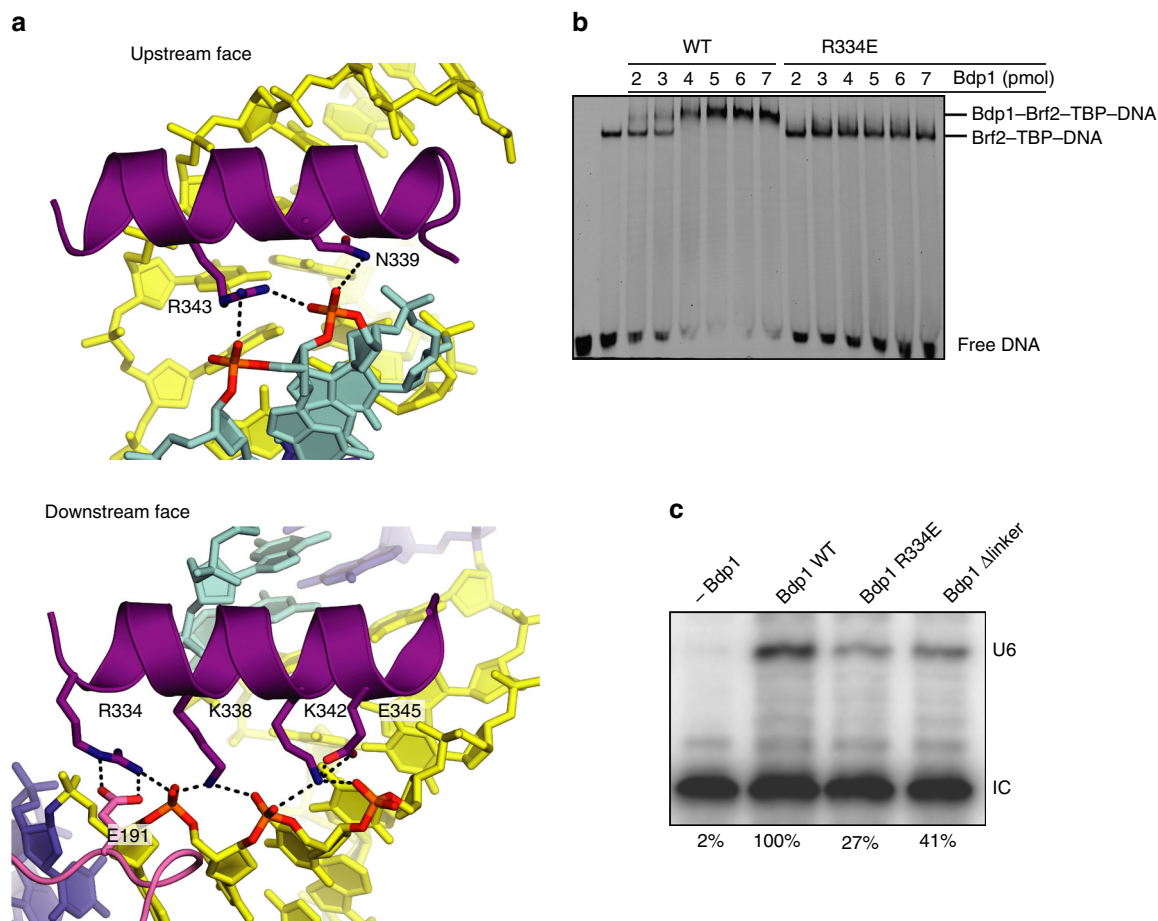 a
Upstream face
N339
R343
Downstream face
R334 K338 K342 E345
E191
b
WT R334E
2 3 4 5 6 7 2 3 4 5 6 7 Bdp1 (pmol)
Bdp1–Brf2–TBP–DNA
Brf2–TBP–DNA
Free DNA
c
– Bdp1 Bdp1 WT Bdp1 R334E Bdp1 Δlinker
U6
IC
2% 100% 27% 41%